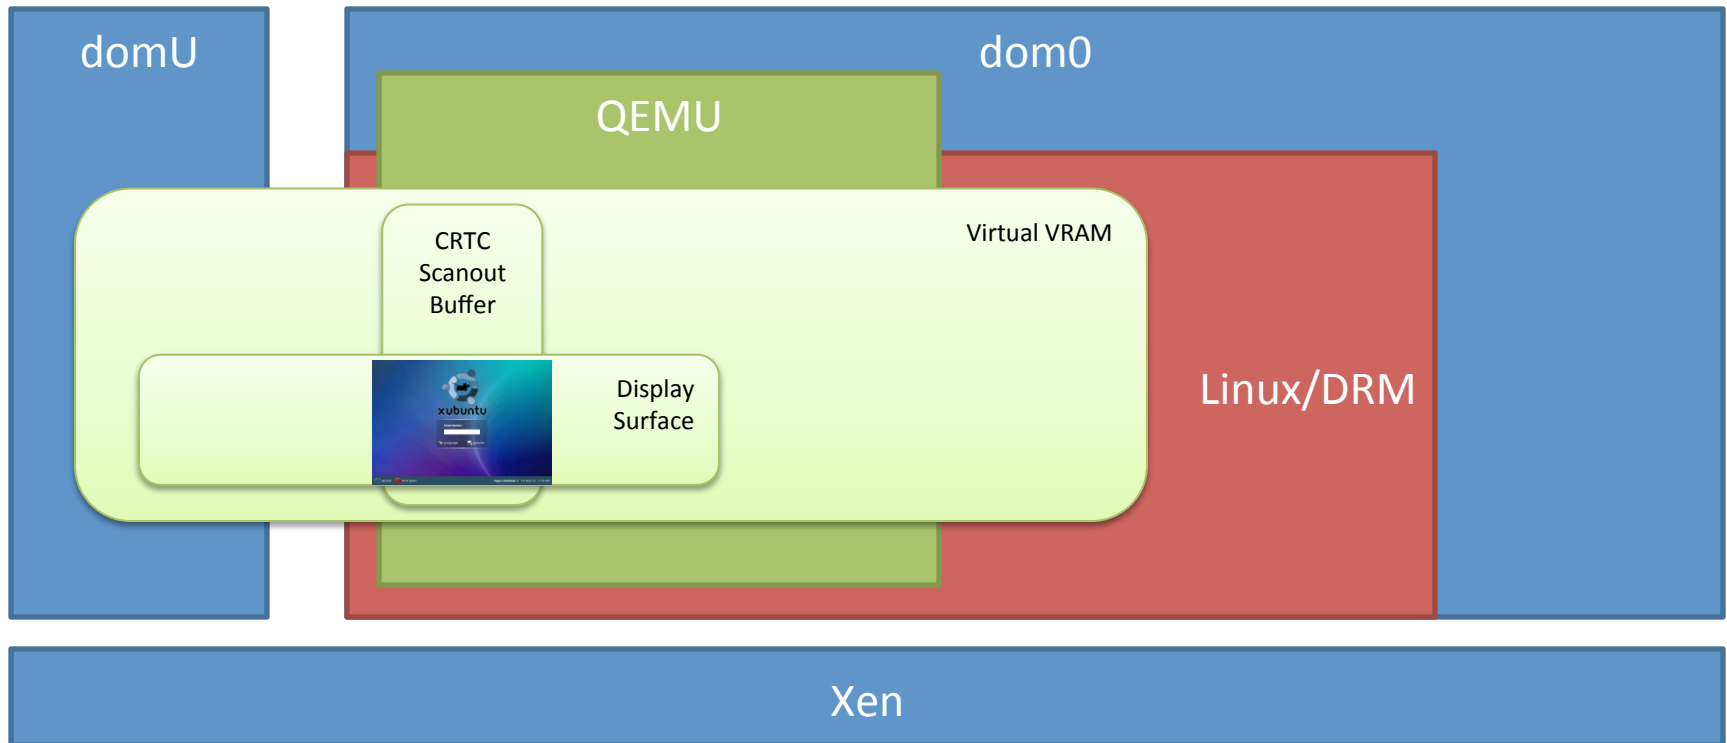 domU
dom0
QEMU
CRTC
Scanout
Buffer
Virtual VRAM
Display
Surface
xubuntu
Linux/DRM
Xen